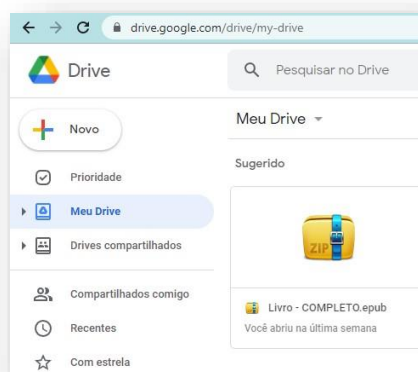 drive.google.com/drive/my-drive
Drive
Pesquisar no Drive
Novo
Meu Drive
Sugerido
Prioridade
Meu Drive
Drives compartilhados
ZIP
Livro - COMPLETO.epub
Você abriu na última semana
Compartilhados comigo
Recentes
Com estrela